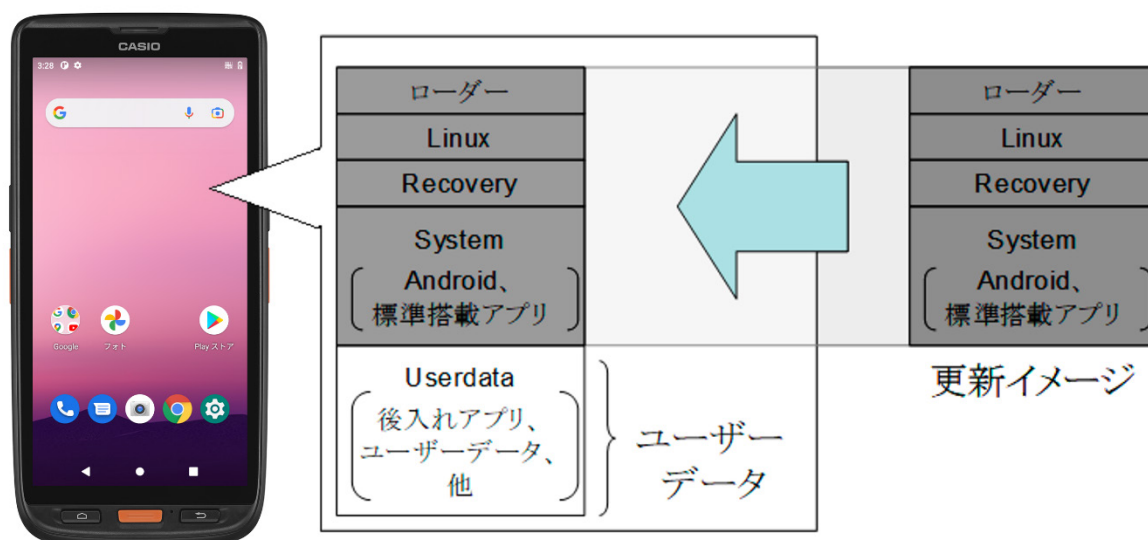 CASIO
3:28
G
Google
フォト
Play ストア
ローダー
Linux
Recovery
System
Android、
標準搭載アプリ
Userdata
後入れアプリ、
ユーザーデータ、
他
ユーザー
データ
ローダー
Linux
Recovery
System
Android、
標準搭載アプリ
更新イメージ